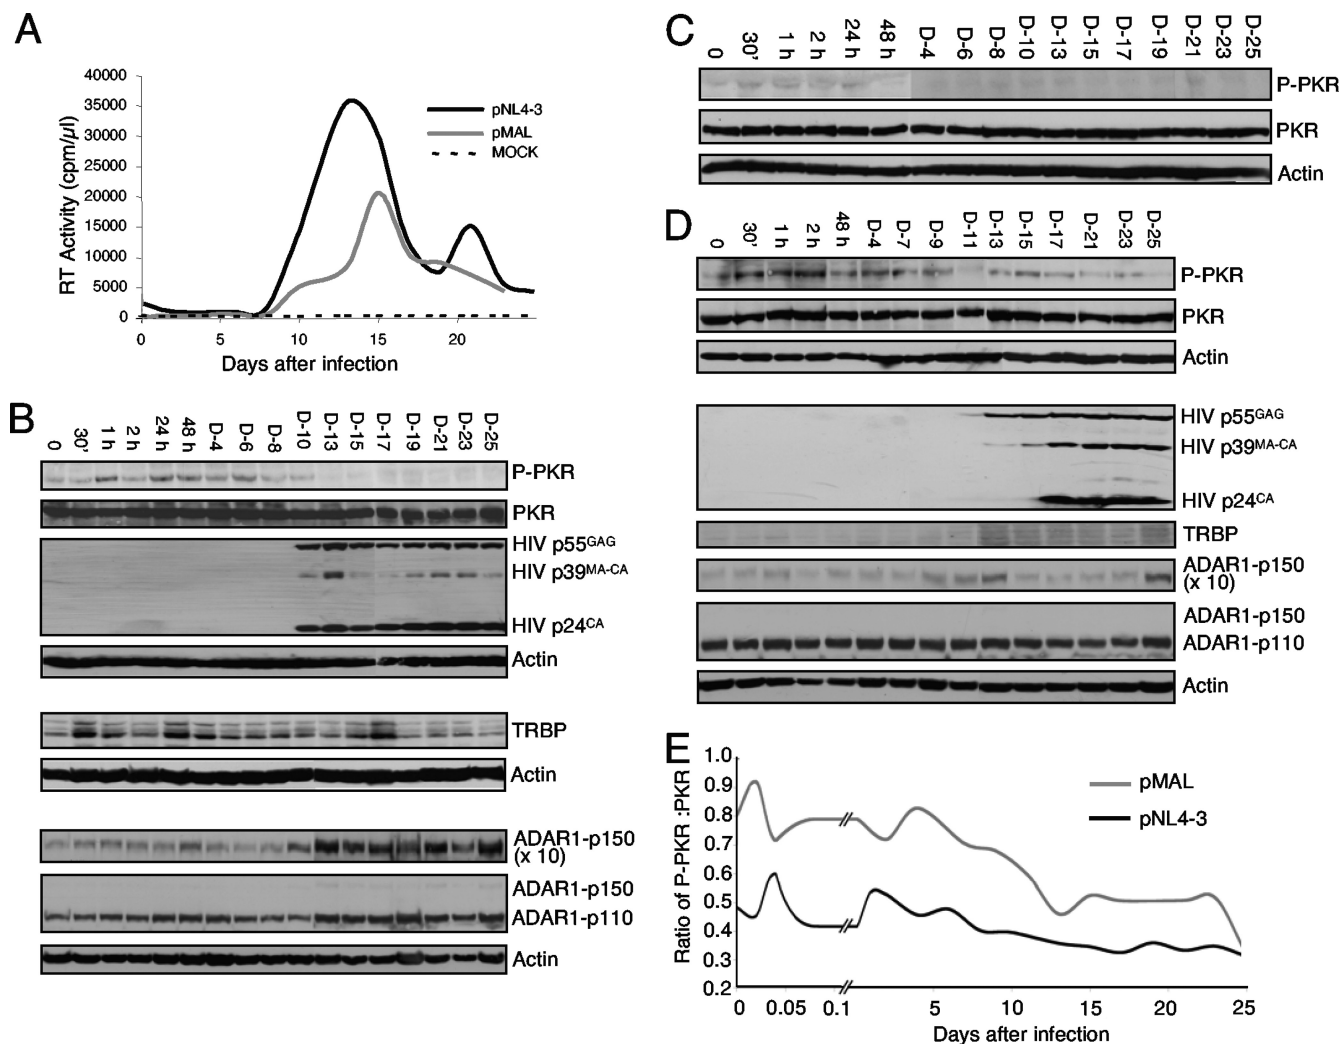 A
40000
35000
30000
25000
20000
15000
10000
5000
0
RT Activity (cpm/µl)
0 5 10 15 20
Days after infection
pNL4-3
pMAL
MOCK
B
0 30' 1 h 2 h 24 h 48 h D-4 D-6 D-8 D-10 D-13 D-15 D-17 D-19 D-21 D-23 D-25
P-PKR
PKR
HIV p55GAG
HIV p39MA-CA
HIV p24CA
Actin
TRBP
Actin
ADAR1-p150
(x 10)
ADAR1-p150
ADAR1-p110
Actin
C
0 30' 1 h 2 h 24 h 48 h D-4 D-6 D-8 D-10 D-13 D-15 D-17 D-19 D-21 D-23 D-25
P-PKR
PKR
Actin
D
0 30' 1 h 2 h 48 h D-4 D-7 D-9 D-11 D-13 D-15 D-17 D-21 D-23 D-25
P-PKR
PKR
Actin
HIV p55GAG
HIV p39MA-CA
HIV p24CA
TRBP
ADAR1-p150
(x 10)
ADAR1-p150
ADAR1-p110
Actin
E
1.0
0.9
0.8
0.7
0.6
0.5
0.4
0.3
0.2
Ratio of P-PKR :PKR
pMAL
pNL4-3
0 0.05 0.1 5 10 15 20 25
Days after infection